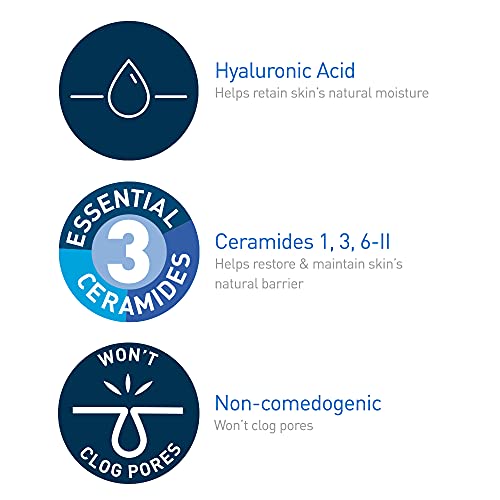 Hyaluronic Acid
Helps retain skin's natural moisture
ESSENTIAL
3
CERAMIDES
Ceramides 1, 3, 6-II
Helps restore & maintain skin's
natural barrier
WON'T
CLOG PORES
Non-comedogenic
Won't clog pores